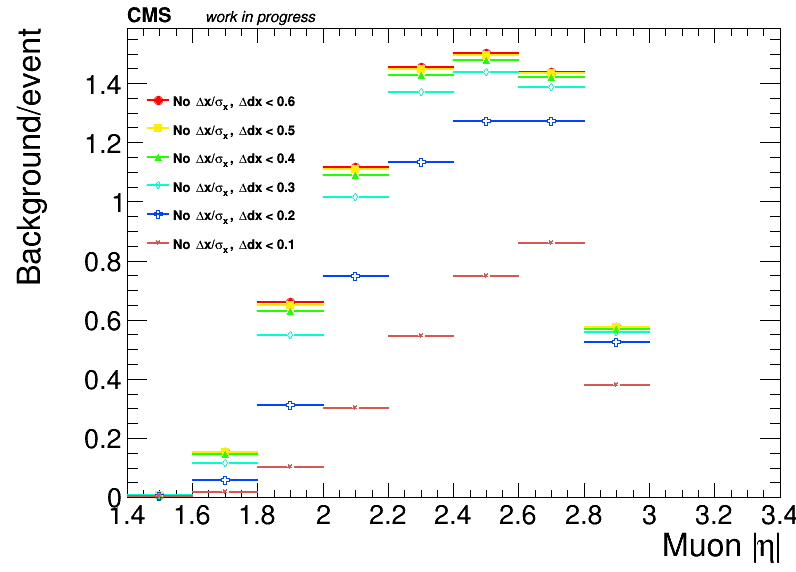 CMS work in progress
Background/event
1.4
1.2
1
0.8
0.6
0.4
0.2
0
No Δx/σx, Δdx < 0.6
No Δx/σx, Δdx < 0.5
No Δx/σx, Δdx < 0.4
No Δx/σx, Δdx < 0.3
No Δx/σx, Δdx < 0.2
No Δx/σx, Δdx < 0.1
1.4 1.6 1.8 2 2.2 2.4 2.6 2.8 3 3.2 3.4
Muon |η|